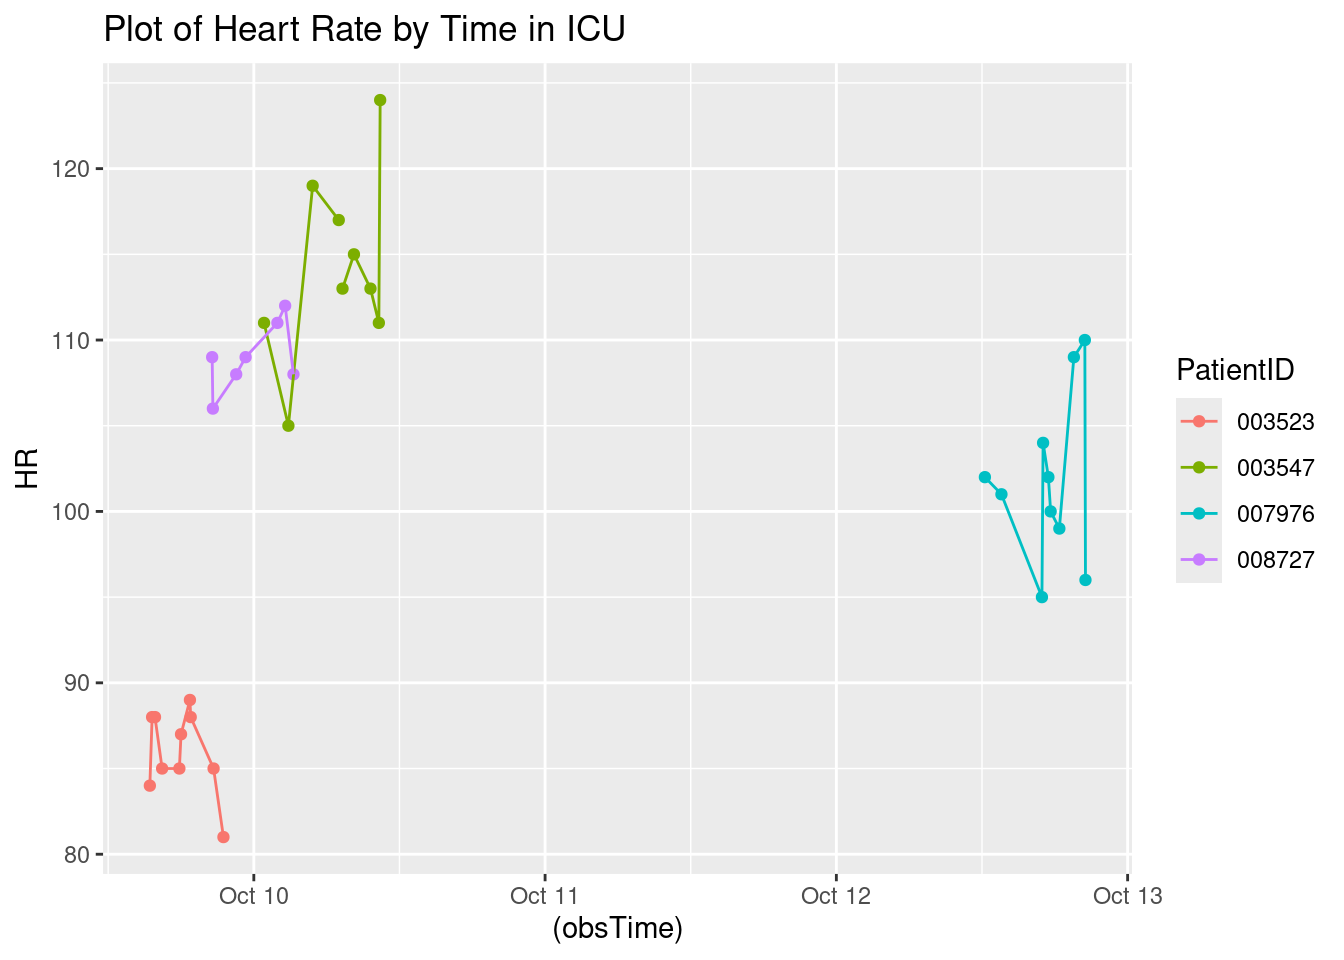 Plot of Heart Rate by Time in ICU
120
110
100
90
80
HR
Oct 10
Oct 11
Oct 12
Oct 13
(obsTime)
PatientID
003523
003547
007976
008727